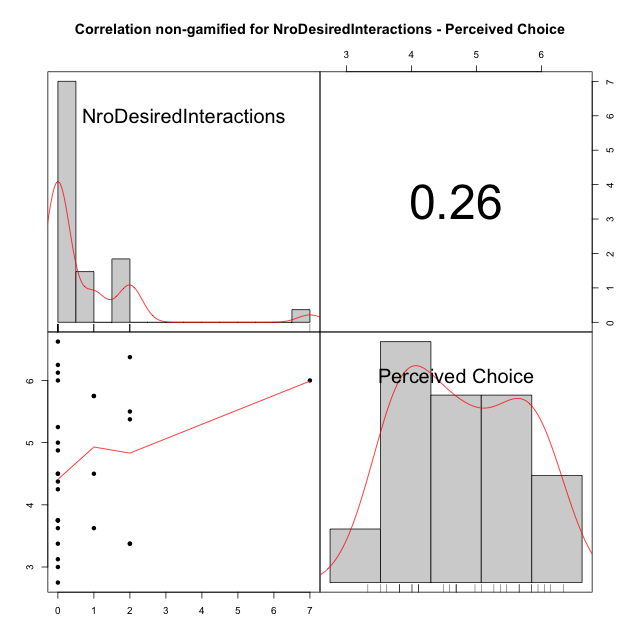 Correlation non-gamified for NroDesiredInteractions - Perceived Choice
3 4 5 6
NroDesiredInteractions
0.26
7
6
5
4
3
2
1
0
Perceived Choice
6
5
4
3
0 1 2 3 4 5 6 7